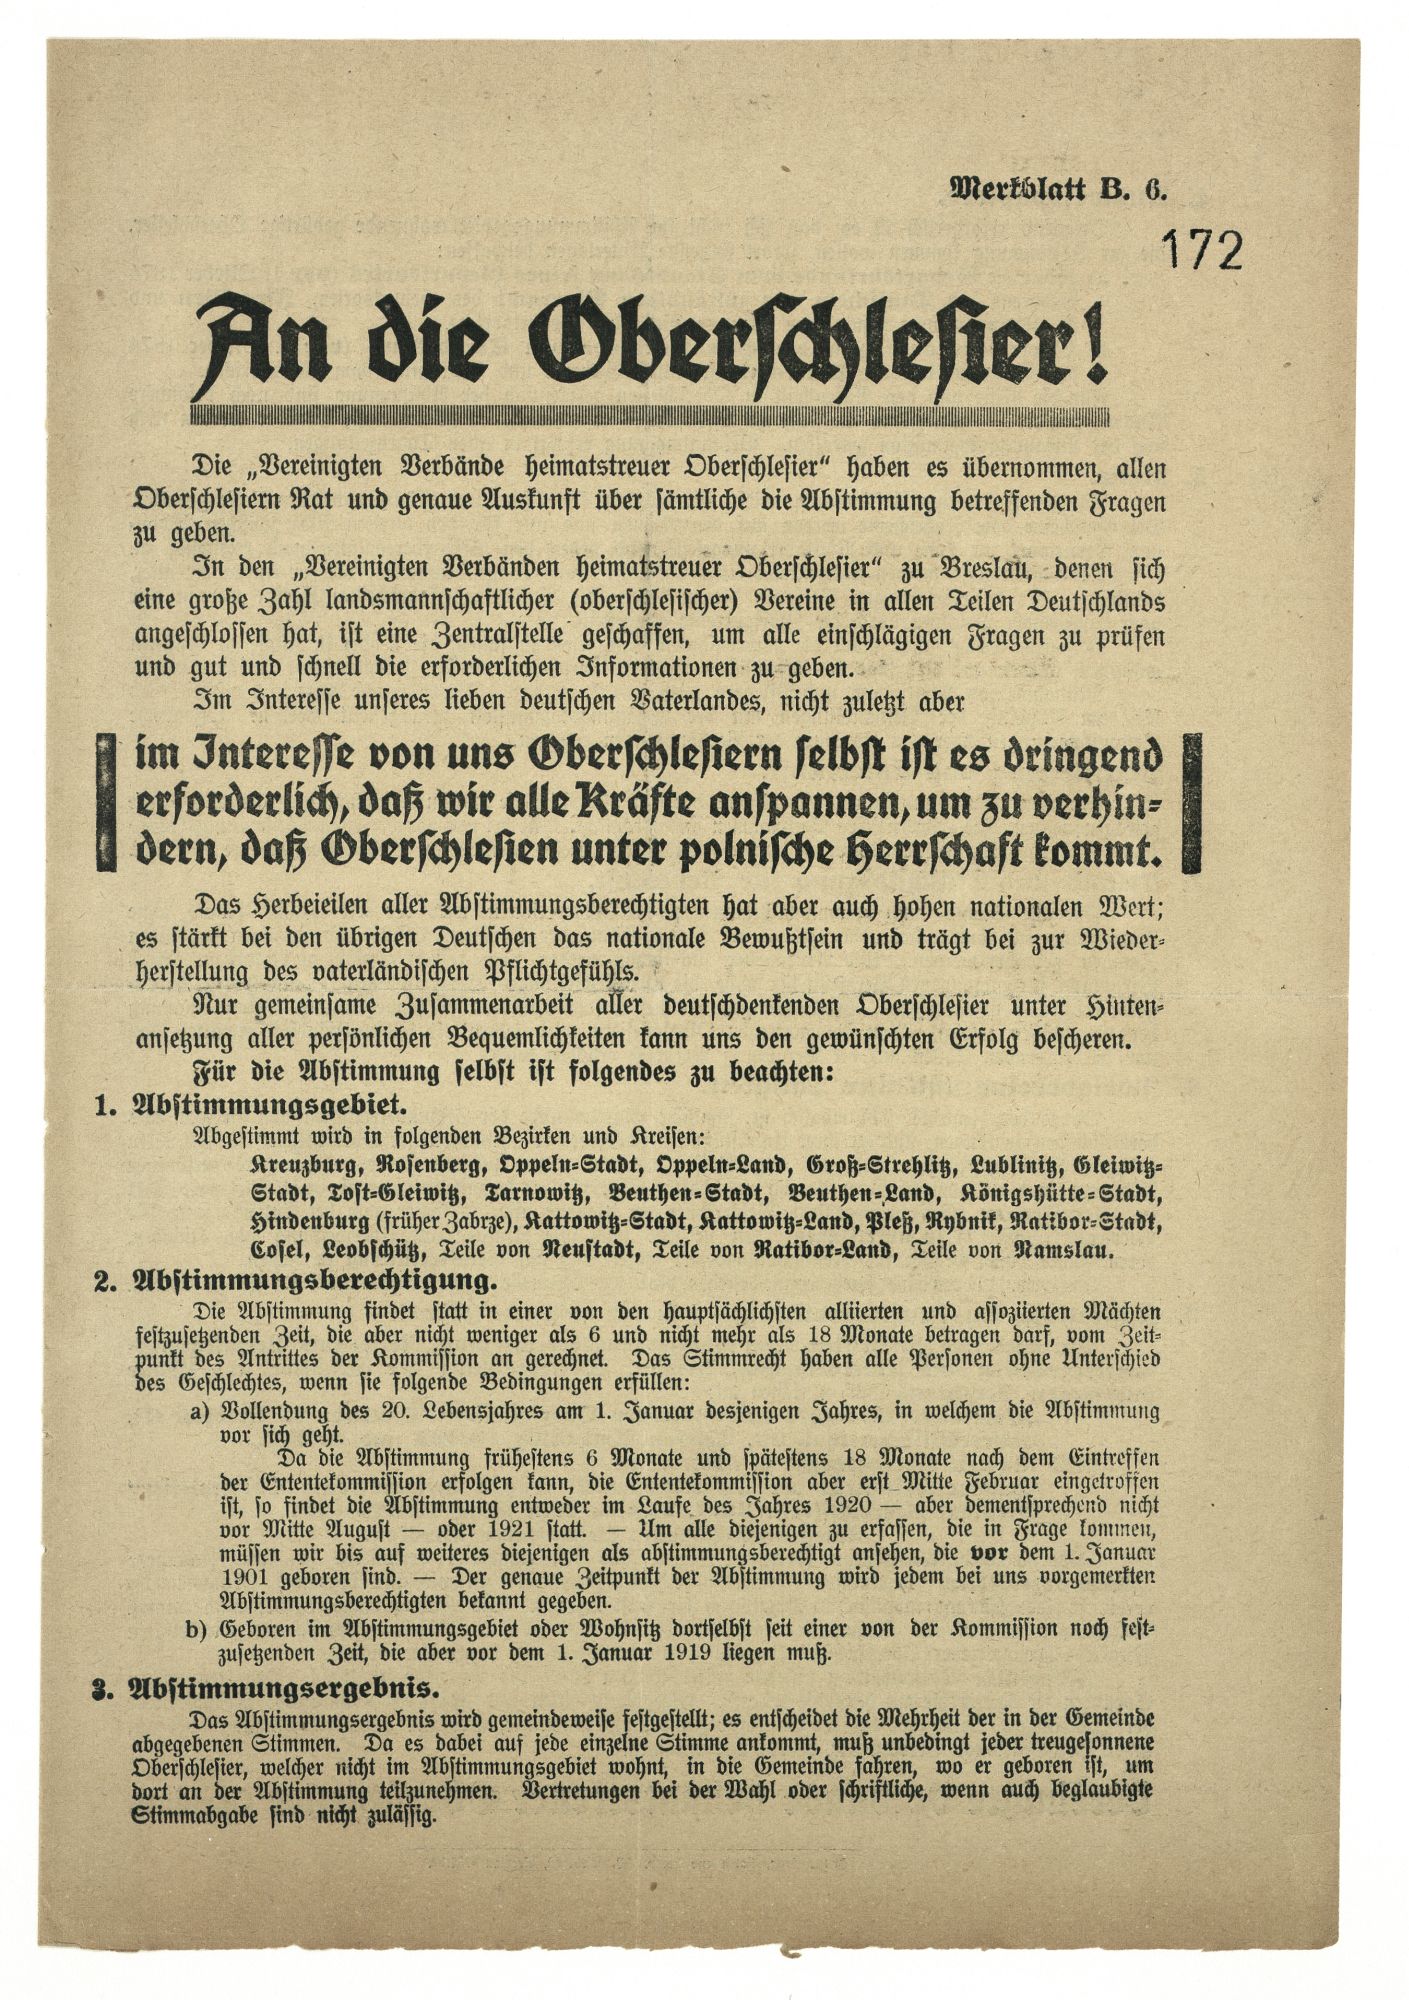 Merkblatt B. 6.
172
An die Oberschlesier!
Die „Vereinigten Verbände heimatstreuer Oberschlesier“ haben es übernommen, allen
Oberschlesiern Rat und genaue Auskunft über sämtliche die Abstimmung betreffenden Fragen
zu geben.
In den „Vereinigten Verbänden heimatstreuer Oberschlesier“ zu Breslau, denen sich
eine große Zahl landsmannschaftlicher (oberschlesischer) Vereine in allen Teilen Deutschlands
angeschlossen hat, ist eine Zentralstelle geschaffen, um alle einschlägigen Fragen zu prüfen
und gut und schnell die erforderlichen Informationen zu geben.
Im Interesse unseres lieben deutschen Vaterlandes, nicht zuletzt aber
im Interesse von uns Oberschlesiern selbst ist es dringend
erforderlich, daß wir alle Kräfte anspannen, um zu verhin-
dern, daß Oberschlesien unter polnische Herrschaft kommt.
Das Herbeieilen aller Abstimmungsberechtigten hat aber auch hohen nationalen Wert;
es stärkt bei den übrigen Deutschen das nationale Bewußtsein und trägt bei zur Wieder-
herstellung des vaterländischen Pflichtgefühls.
Nur gemeinsame Zusammenarbeit aller deutschdenkenden Oberschlesier unter Hinten-
ansetzung aller persönlichen Bequemlichkeiten kann uns den gewünschten Erfolg bescheren.
Für die Abstimmung selbst ist folgendes zu beachten:
1. Abstimmungsgebiet.
Abgestimmt wird in folgenden Bezirken und Kreisen:
Kreuzburg, Rosenberg, Oppeln-Stadt, Oppeln-Land, Groß-Strehlitz, Lublinitz, Gleiwitz-
Stadt, Tost-Gleiwitz, Tarnowitz, Beuthen-Stadt, Beuthen-Land, Königshütte-Stadt,
Hindenburg (früher Zabrze), Kattowitz-Stadt, Kattowitz-Land, Pleß, Rybnik, Ratibor-Stadt,
Cosel, Leobschütz, Teile von Neustadt, Teile von Ratibor-Land, Teile von Namslau.
2. Abstimmungsberechtigung.
Die Abstimmung findet statt in einer von den hauptsächlichsten alliierten und assoziierten Mächten
festzusetzenden Zeit, die aber nicht weniger als 6 und nicht mehr als 18 Monate betragen darf, vom Zeit-
punkt des Antrittes der Kommission an gerechnet. Das Stimmrecht haben alle Personen ohne Unterschied
des Geschlechtes, wenn sie folgende Bedingungen erfüllen:
a) Vollendung des 20. Lebensjahres am 1. Januar desjenigen Jahres, in welchem die Abstimmung
vor sich geht.
Da die Abstimmung frühestens 6 Monate und spätestens 18 Monate nach dem Eintreffen
der Ententekommission erfolgen kann, die Ententekommission aber erst Mitte Februar eingetroffen
ist, so findet die Abstimmung entweder im Laufe des Jahres 1920 — aber dementsprechend nicht
vor Mitte August — oder 1921 statt. — Um alle diejenigen zu erfassen, die in Frage kommen,
müssen wir bis auf weiteres diejenigen als abstimmungsberechtigt ansehen, die vor dem 1. Januar
1901 geboren sind. — Der genaue Zeitpunkt der Abstimmung wird jedem bei uns vorgemerkten
Abstimmungsberechtigten bekannt gegeben.
b) Geboren im Abstimmungsgebiet oder Wohnsitz dortselbst seit einer von der Kommission noch fest-
zusetzenden Zeit, die aber vor dem 1. Januar 1919 liegen muß.
3. Abstimmungsergebnis.
Das Abstimmungsergebnis wird gemeindeweise festgestellt; es entscheidet die Mehrheit der in der Gemeinde
abgegebenen Stimmen. Da es dabei auf jede einzelne Stimme ankommt, muß unbedingt jeder treugesonnene
Oberschlesier, welcher nicht im Abstimmungsgebiet wohnt, in die Gemeinde fahren, wo er geboren ist, um
dort an der Abstimmung teilzunehmen. Vertretungen bei der Wahl oder schriftliche, wenn auch beglaubigte
Stimmabgabe sind nicht zulässig.